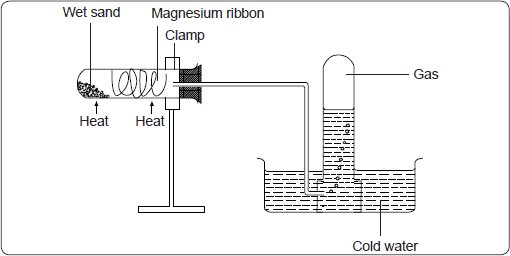 Wet sand
Magnesium ribbon
Clamp
Gas
Heat
Heat
Cold water